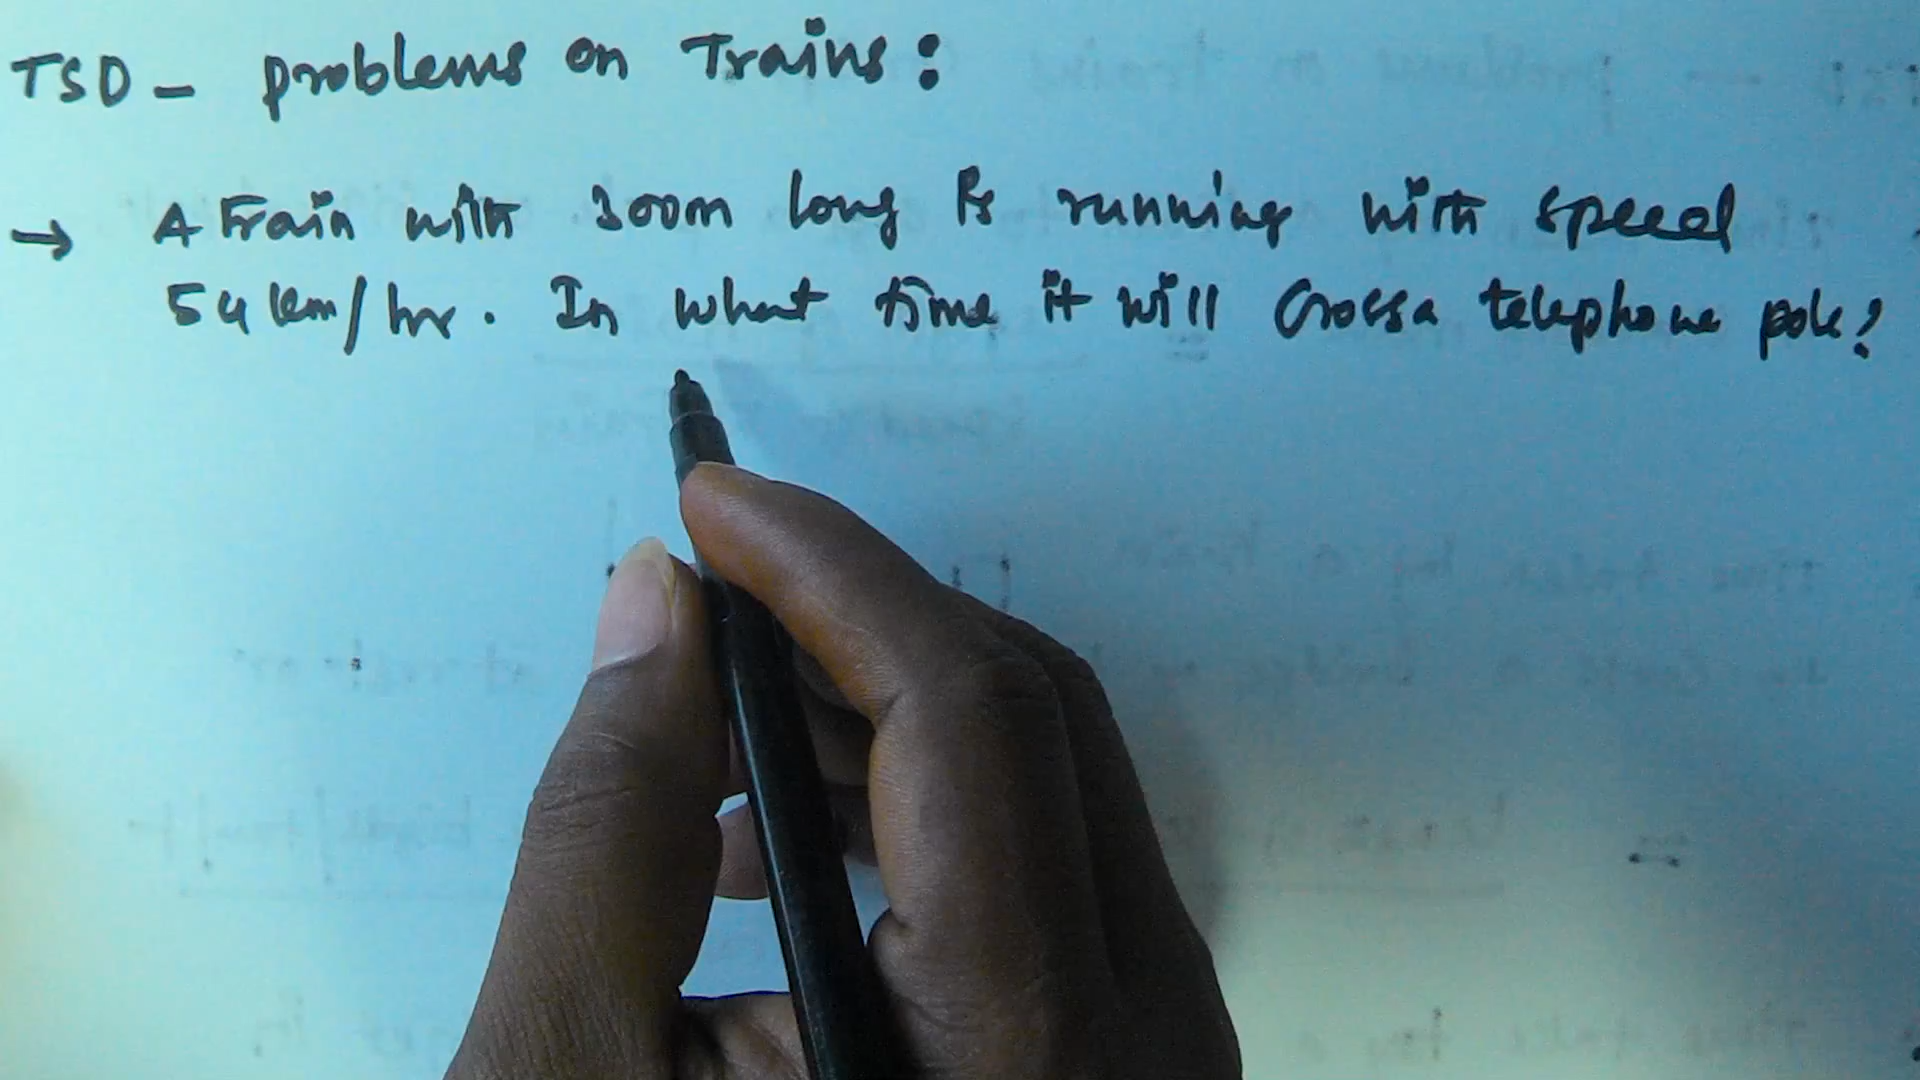 TSD - problems on Trains:
→ A Train with 300m long is running with speed
54 km/hr. In what time it will cross a telephone pole?